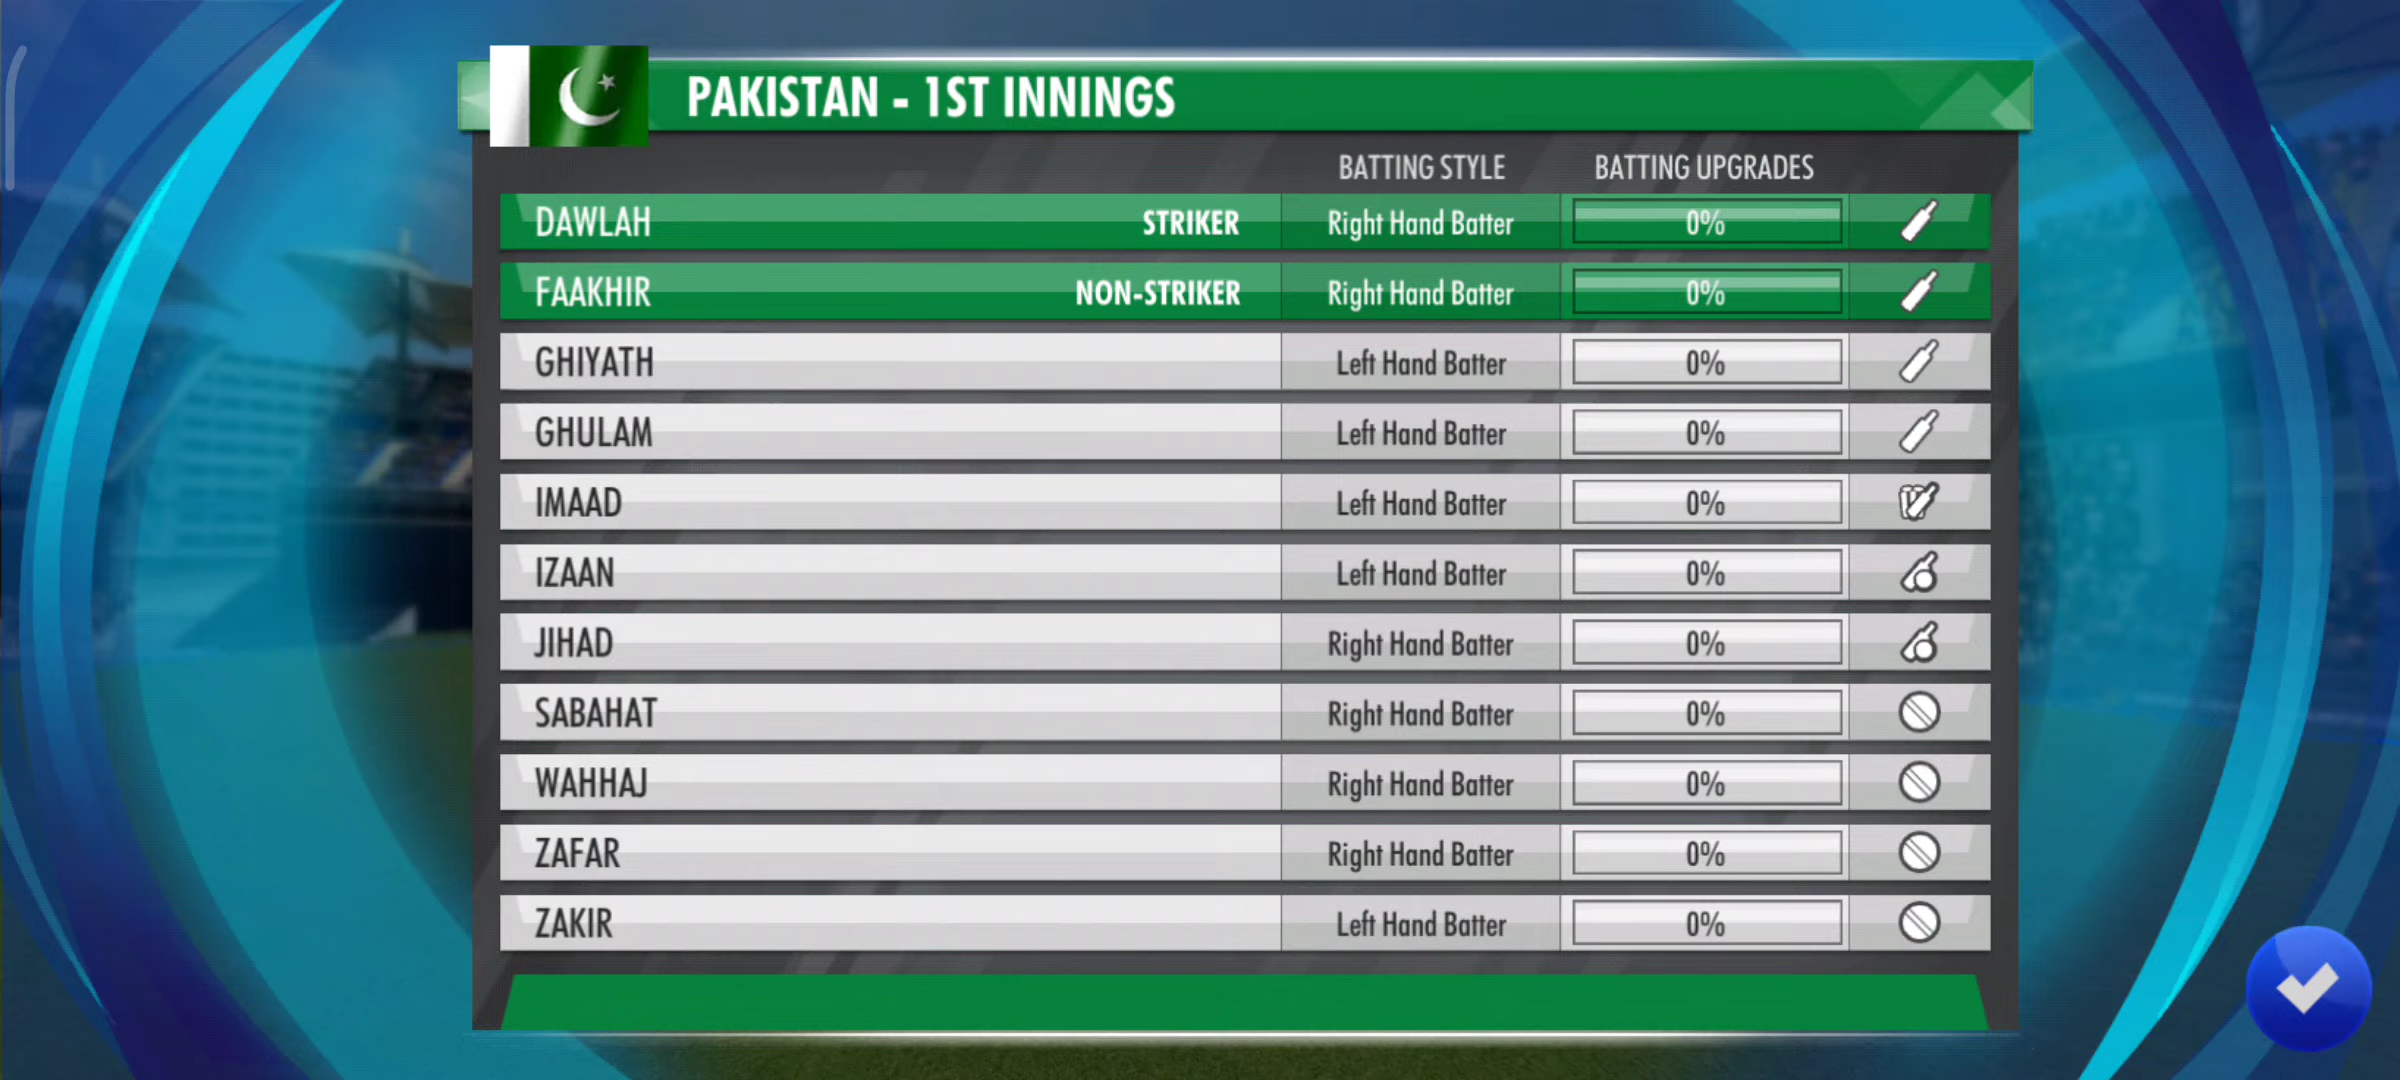 PAKISTAN - 1ST INNINGS
BATTING STYLE BATTING UPGRADES
DAWLAH STRIKER Right Hand Batter 0%
FAAKHIR NON-STRIKER Right Hand Batter 0%
GHIYATH Left Hand Batter 0%
GHULAM Left Hand Batter 0%
IMAAD Left Hand Batter 0%
IZAAN Left Hand Batter 0%
JIHAD Right Hand Batter 0%
SABAHAT Right Hand Batter 0%
WAHHAJ Right Hand Batter 0%
ZAFAR Right Hand Batter 0%
ZAKIR Left Hand Batter 0%